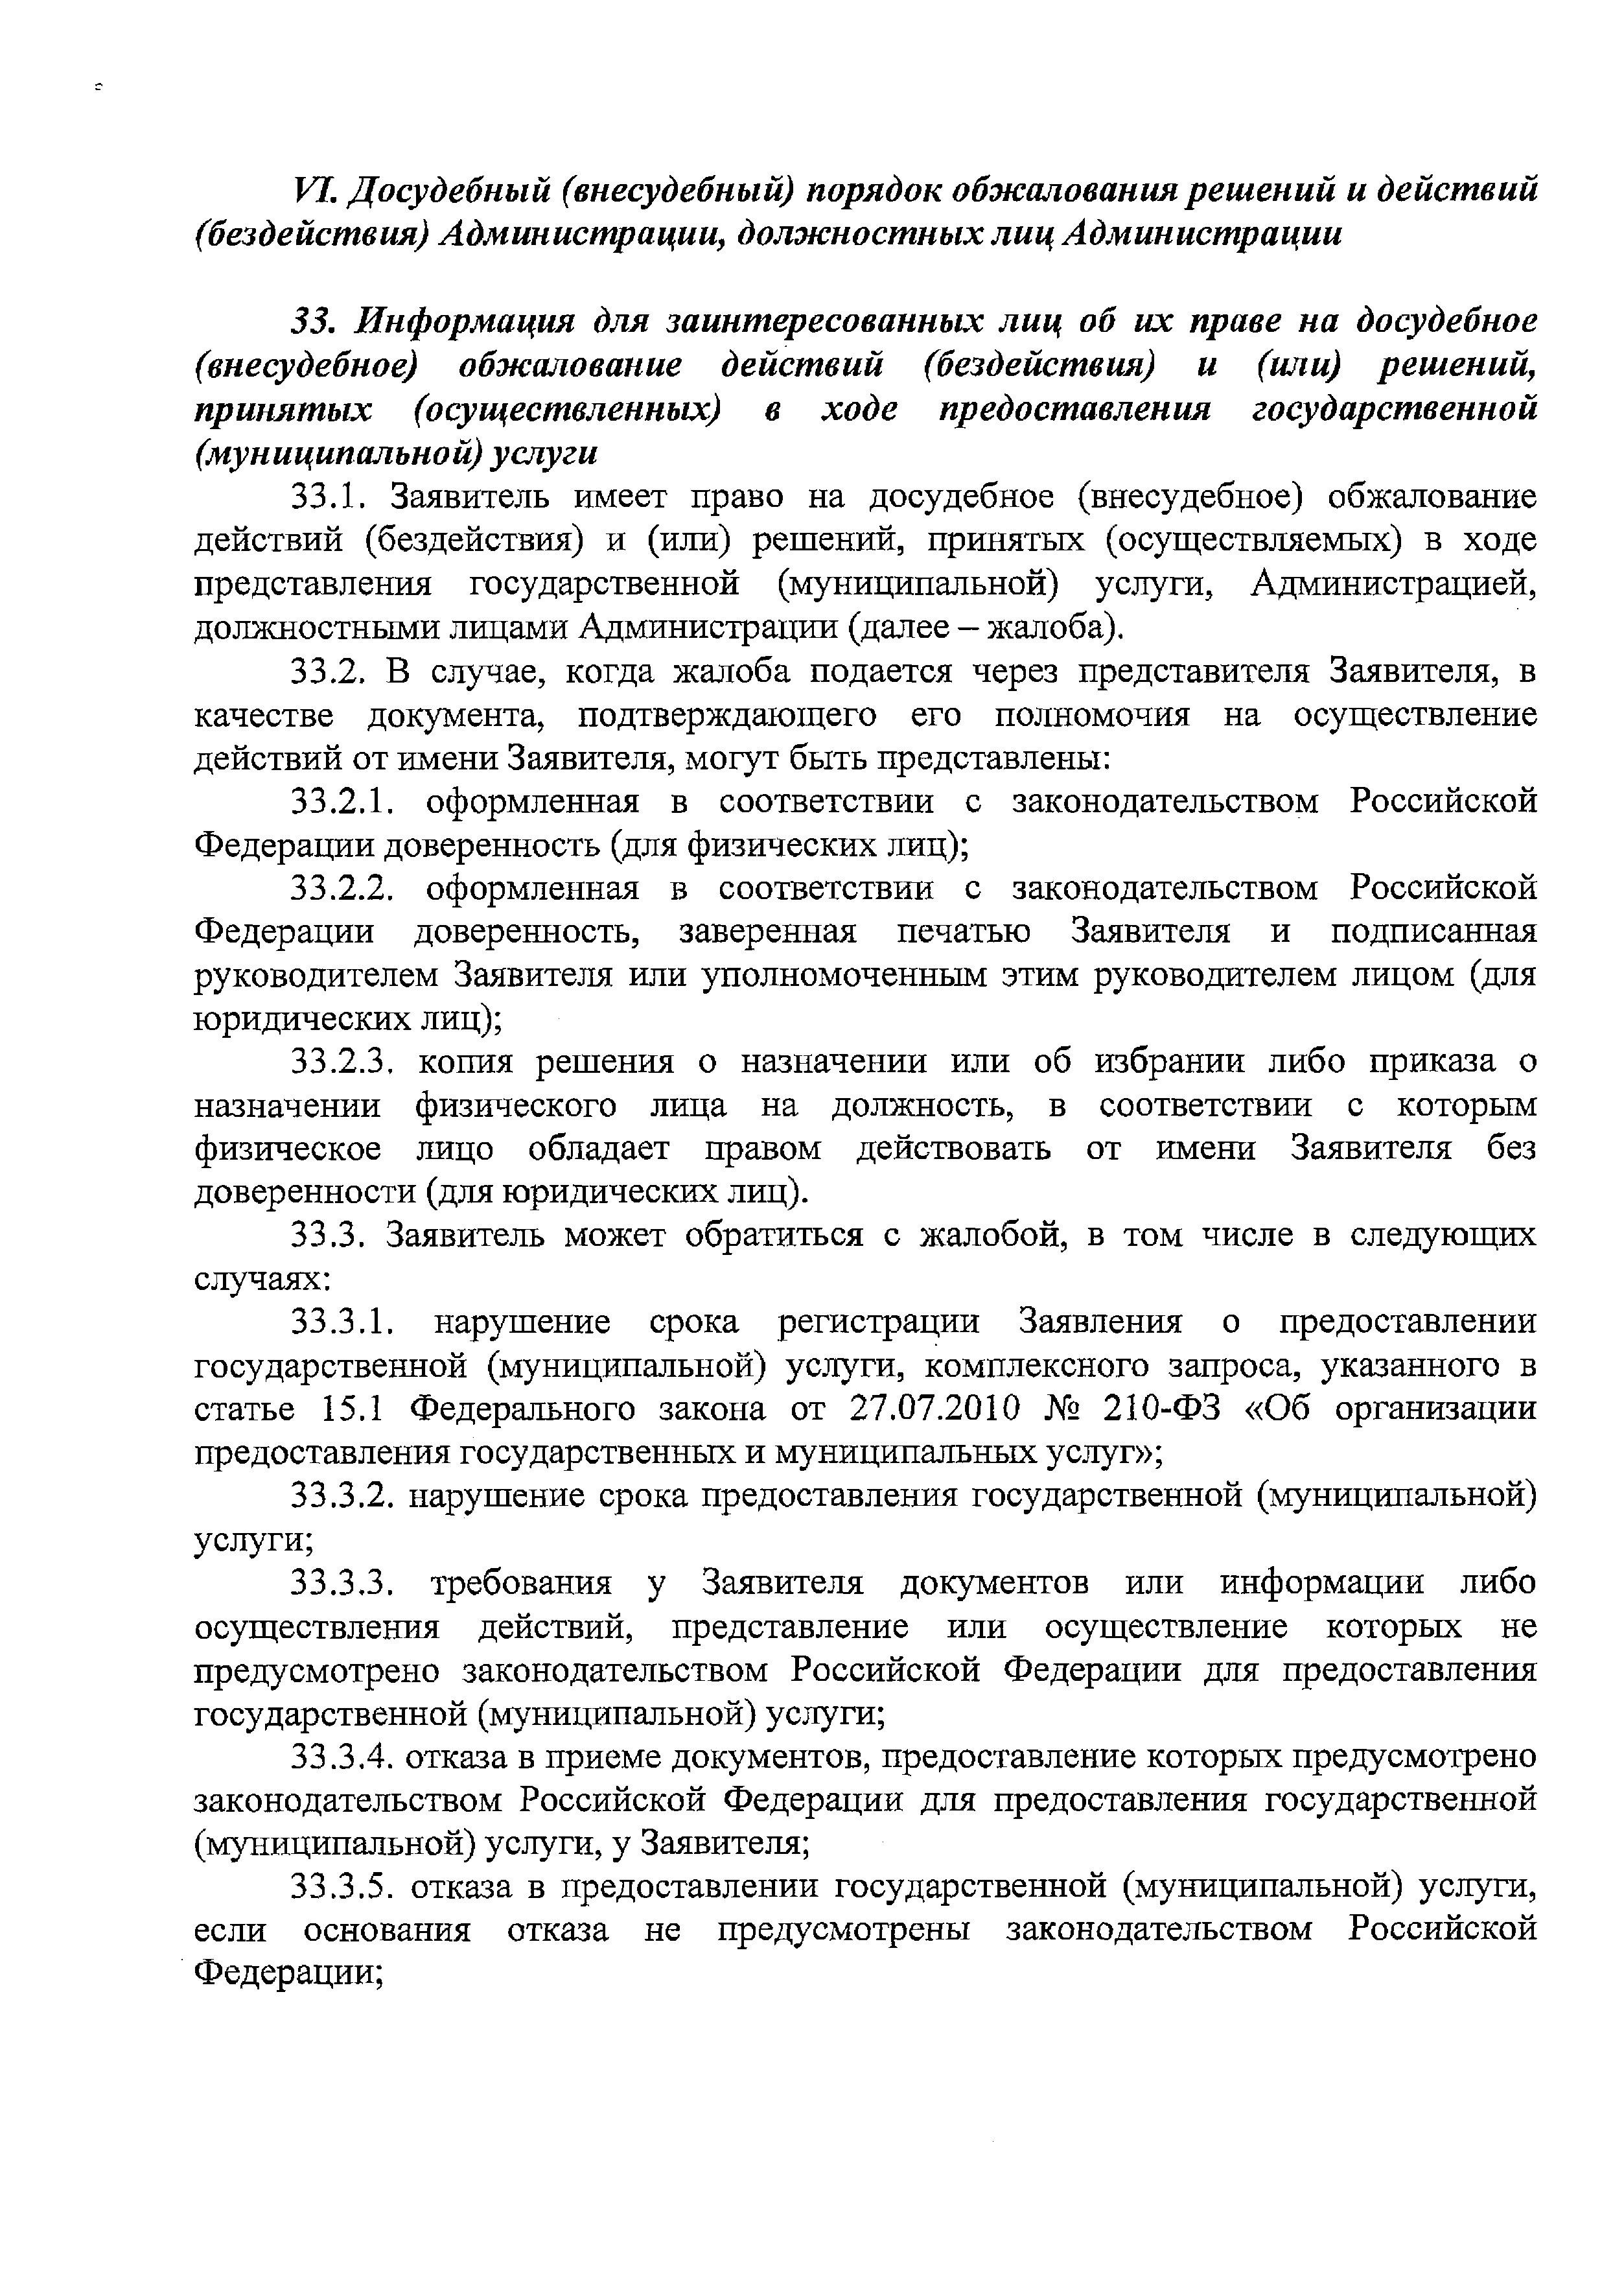 VI. Досудебный (внесудебный) порядок обжалования решений и действий
(бездействия) Администрации, должностных лиц Администрации
33. Информация для заинтересованных лиц об их праве на досудебное
(внесудебное) обжалование действий (бездействия) и (или) решений,
принятых (осуществленных) в ходе предоставления государственной
(муниципальной) услуги
33.1. Заявитель имеет право на досудебное (внесудебное) обжалование
действий (бездействия) и (или) решений, принятых (осуществляемых) в ходе
представления государственной (муниципальной) услуги, Администрацией,
должностными лицами Администрации (далее – жалоба).
33.2. В случае, когда жалоба подается через представителя Заявителя, в
качестве документа, подтверждающего его полномочия на осуществление
действий от имени Заявителя, могут быть представлены:
33.2.1. оформленная в соответствии с законодательством Российской
Федерации доверенность (для физических лиц);
33.2.2. оформленная в соответствии с законодательством Российской
Федерации доверенность, заверенная печатью Заявителя и подписанная
руководителем Заявителя или уполномоченным этим руководителем лицом (для
юридических лиц);
33.2.3. копия решения о назначении или об избрании либо приказа о
назначении физического лица на должность, в соответствии с которым
физическое лицо обладает правом действовать от имени Заявителя без
доверенности (для юридических лиц).
33.3. Заявитель может обратиться с жалобой, в том числе в следующих
случаях:
33.3.1. нарушение срока регистрации Заявления о предоставлении
государственной (муниципальной) услуги, комплексного запроса, указанного в
статье 15.1 Федерального закона от 27.07.2010 № 210-ФЗ «Об организации
предоставления государственных и муниципальных услуг»;
33.3.2. нарушение срока предоставления государственной (муниципальной)
услуги;
33.3.3. требования у Заявителя документов или информации либо
осуществления действий, представление или осуществление которых не
предусмотрено законодательством Российской Федерации для предоставления
государственной (муниципальной) услуги;
33.3.4. отказа в приеме документов, предоставление которых предусмотрено
законодательством Российской Федерации для предоставления государственной
(муниципальной) услуги, у Заявителя;
33.3.5. отказа в предоставлении государственной (муниципальной) услуги,
если основания отказа не предусмотрены законодательством Российской
Федерации;